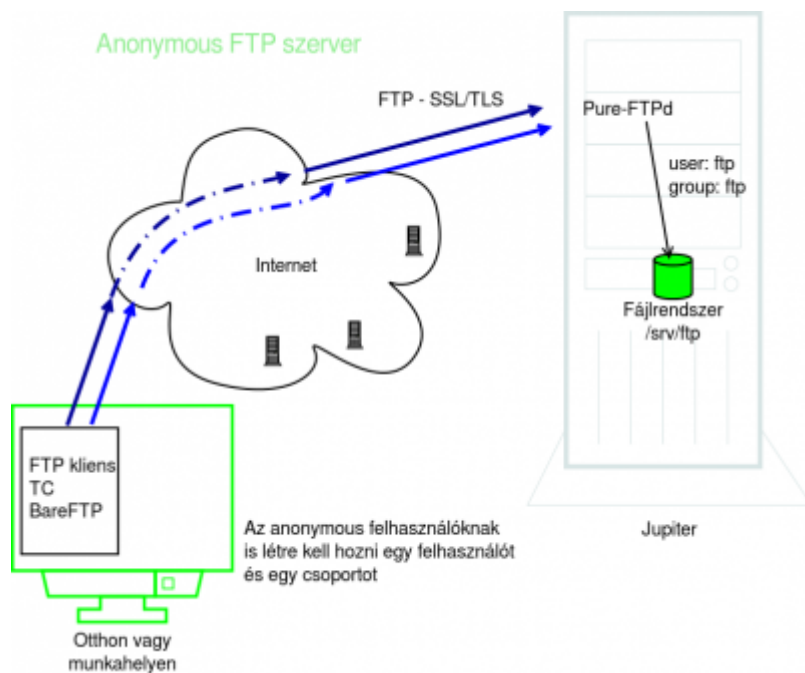 Anonymous FTP szerver
FTP - SSL/TLS
Pure-FTPd
user: ftp
group: ftp
Internet
Fájlrendszer
/srv/ftp
FTP kliens
TC
BareFTP
Az anonymous felhasználóknak
is létre kell hozni egy felhasználót
és egy csoportot
Jupiter
Otthon vagy
munkahelyen